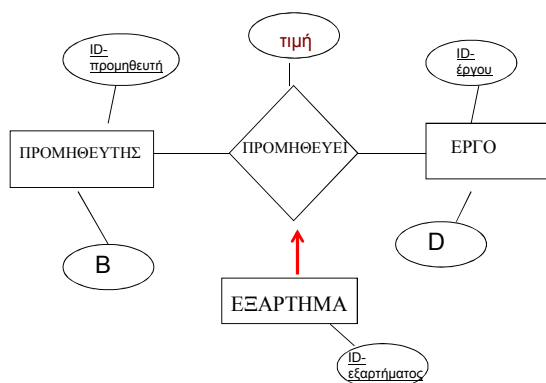 τιμή
ID-
προμηθευτή
ID-
έργου
ΠΡΟΜΗΘΕΥΤΗΣ
ΠΡΟΜΗΘΕΥΕΙ
ΕΡΓΟ
B
D
ΕΞΑΡΤΗΜΑ
ID-
εξαρτήματος